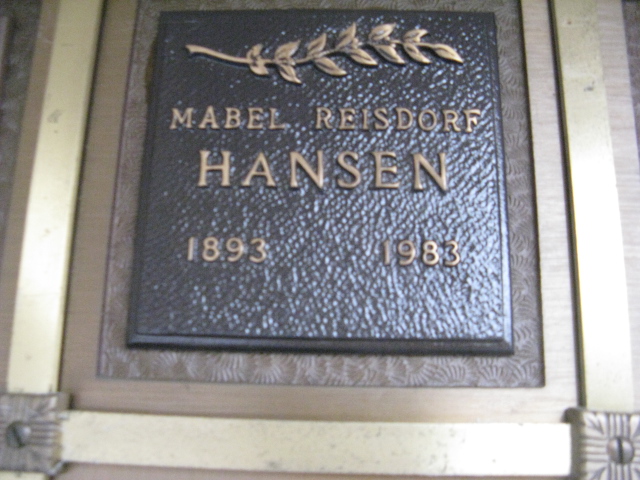 MABEL REISDORF
HANSEN
1893 1983